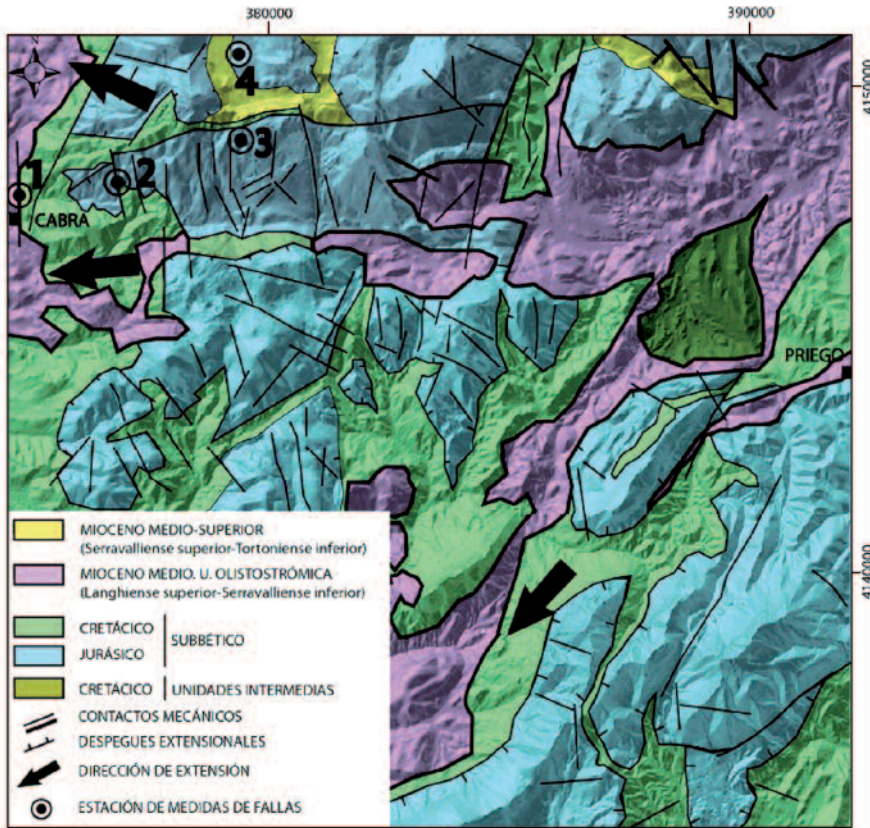 380000
390000
4150000
N
4
3
1
2
CABRA
PRIEGO
4140000
MIOCENO MEDIO-SUPERIOR
(Serravalliense superior-Tortoniense inferior)
MIOCENO MEDIO. U. OLISTOSTRÓMICA
(Langhiense superior-Serravalliense inferior)
CRETÁCICO
SUBBÉTICO
JURÁSICO
CRETÁCICO
UNIDADES INTERMEDIAS
CONTACTOS MECÁNICOS
DESPEGUES EXTENSIONALES
DIRECCIÓN DE EXTENSIÓN
ESTACIÓN DE MEDIDAS DE FALLAS